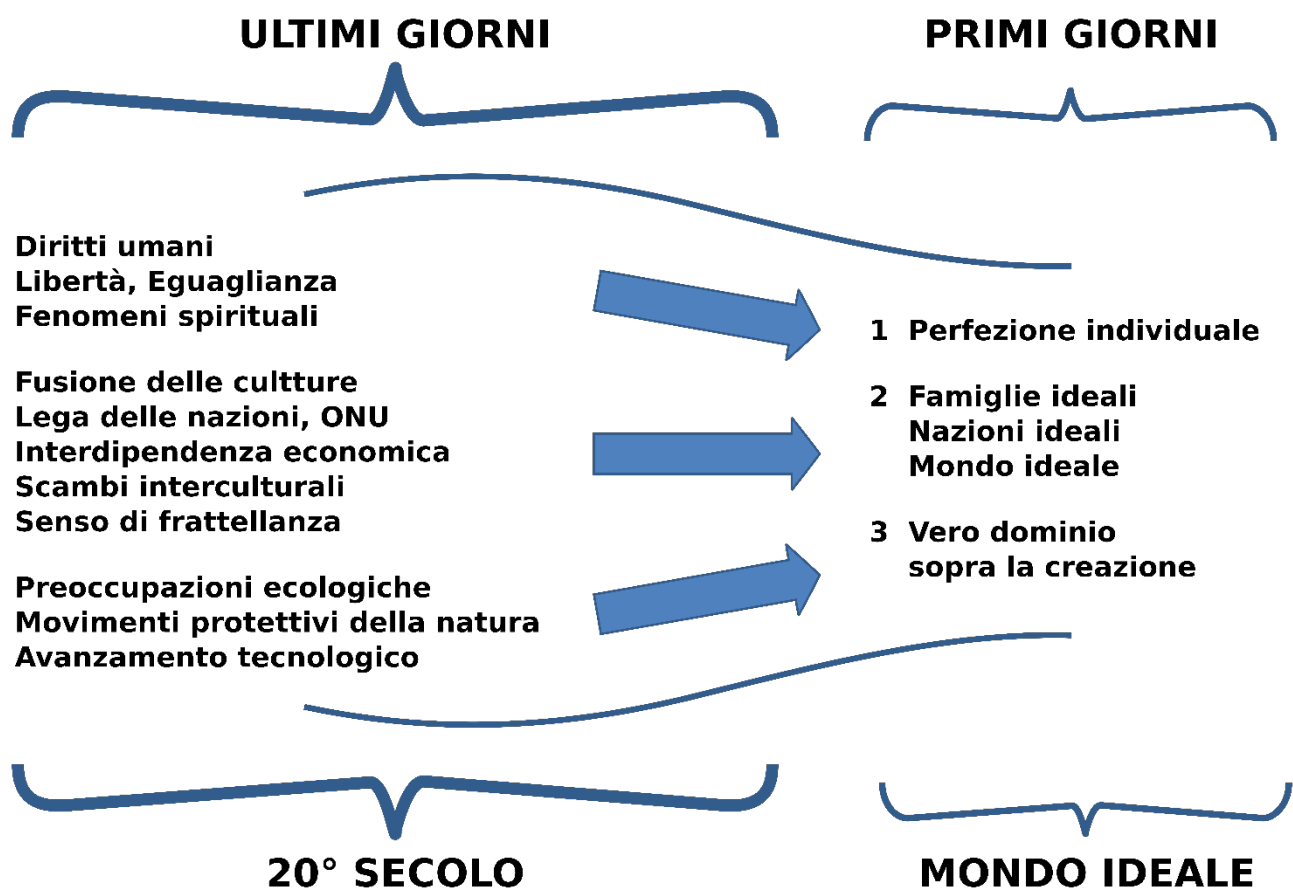 ULTIMI GIORNI
PRIMI GIORNI
Diritti umani
Libertà, Eguaglianza
Fenomeni spirituali
Fusione delle cultture
Lega delle nazioni, ONU
Interdipendenza economica
Scambi interculturali
Senso di frattellanza
Preoccupazioni ecologiche
Movimenti protettivi della natura
Avanzamento tecnologico
1 Perfezione individuale
2 Famiglie ideali
Nazioni ideali
Mondo ideale
3 Vero dominio
sopra la creazione
20° SECOLO
MONDO IDEALE